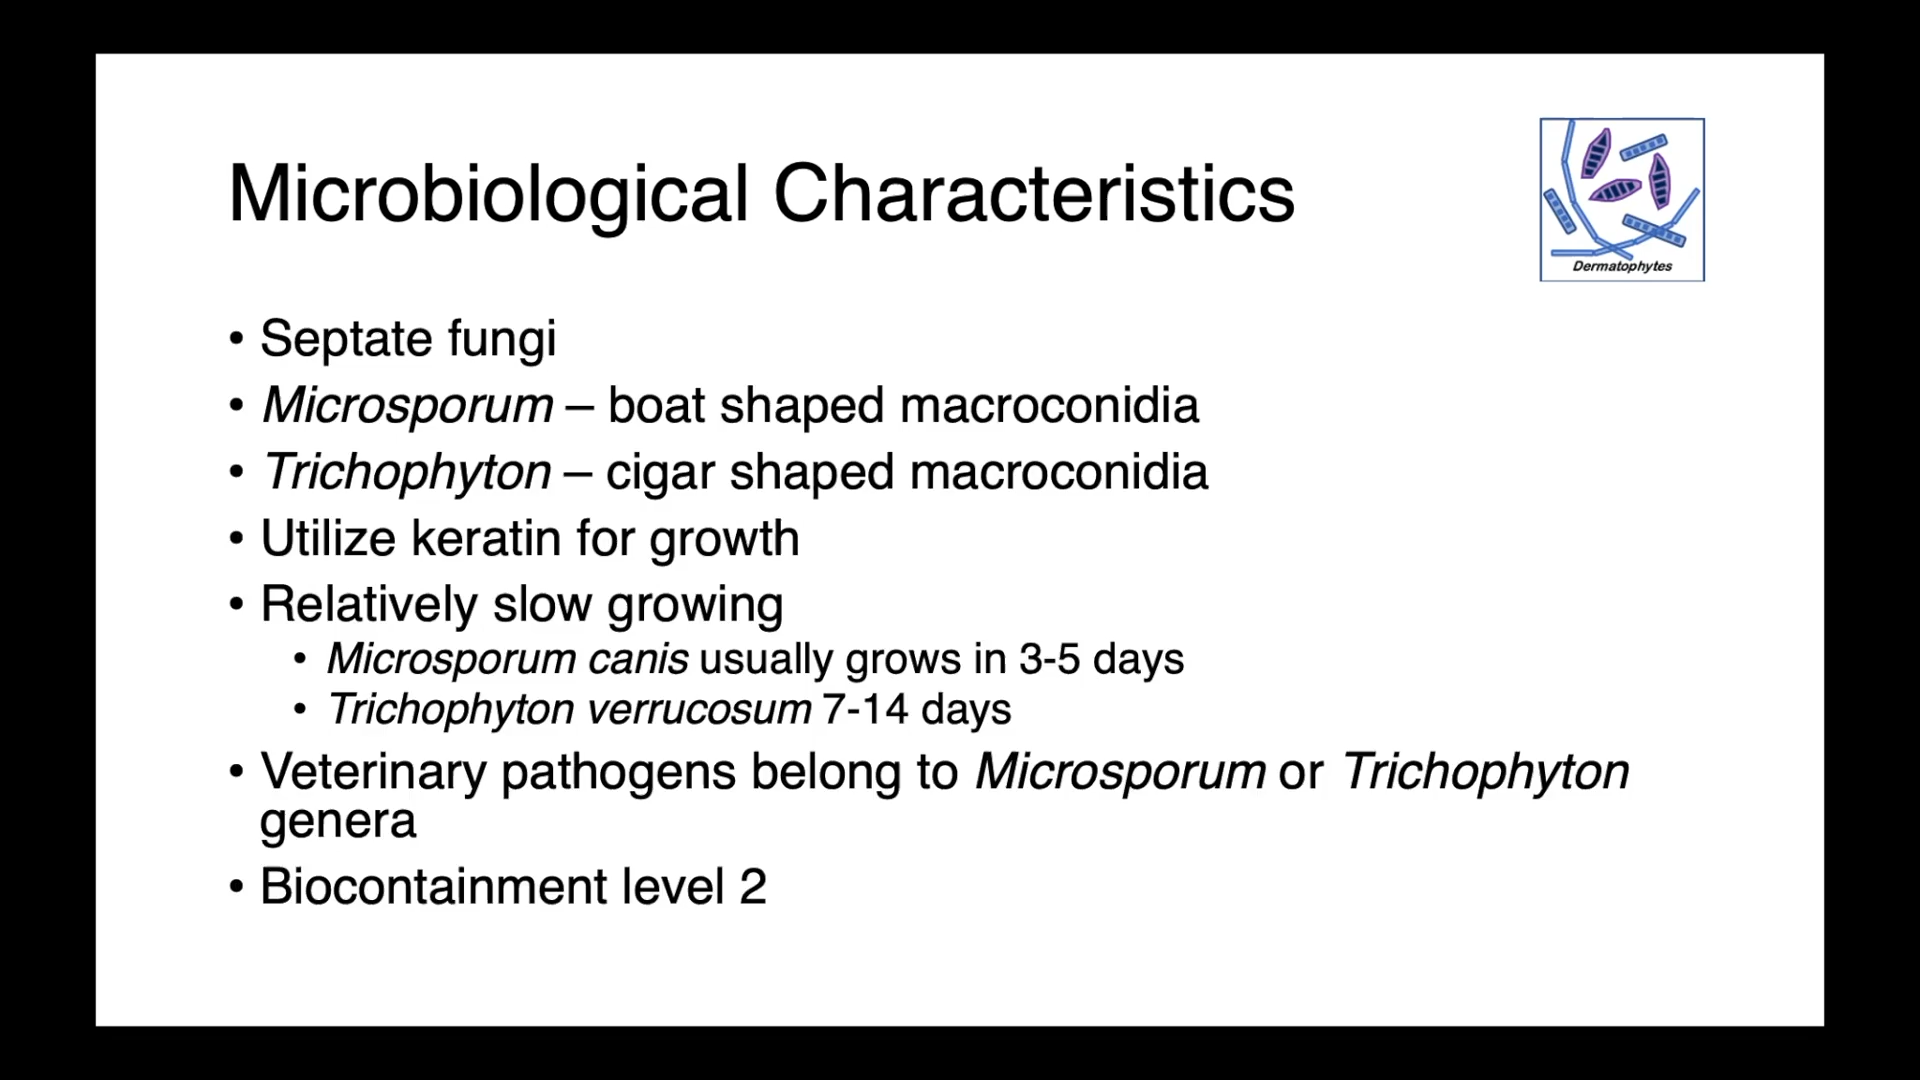 Microbiological Characteristics
Dermatophytes
• Septate fungi
• Microsporum – boat shaped macroconidia
• Trichophyton – cigar shaped macroconidia
• Utilize keratin for growth
• Relatively slow growing
• Microsporum canis usually grows in 3-5 days
• Trichophyton verrucosum 7-14 days
• Veterinary pathogens belong to Microsporum or Trichophyton
genera
• Biocontainment level 2